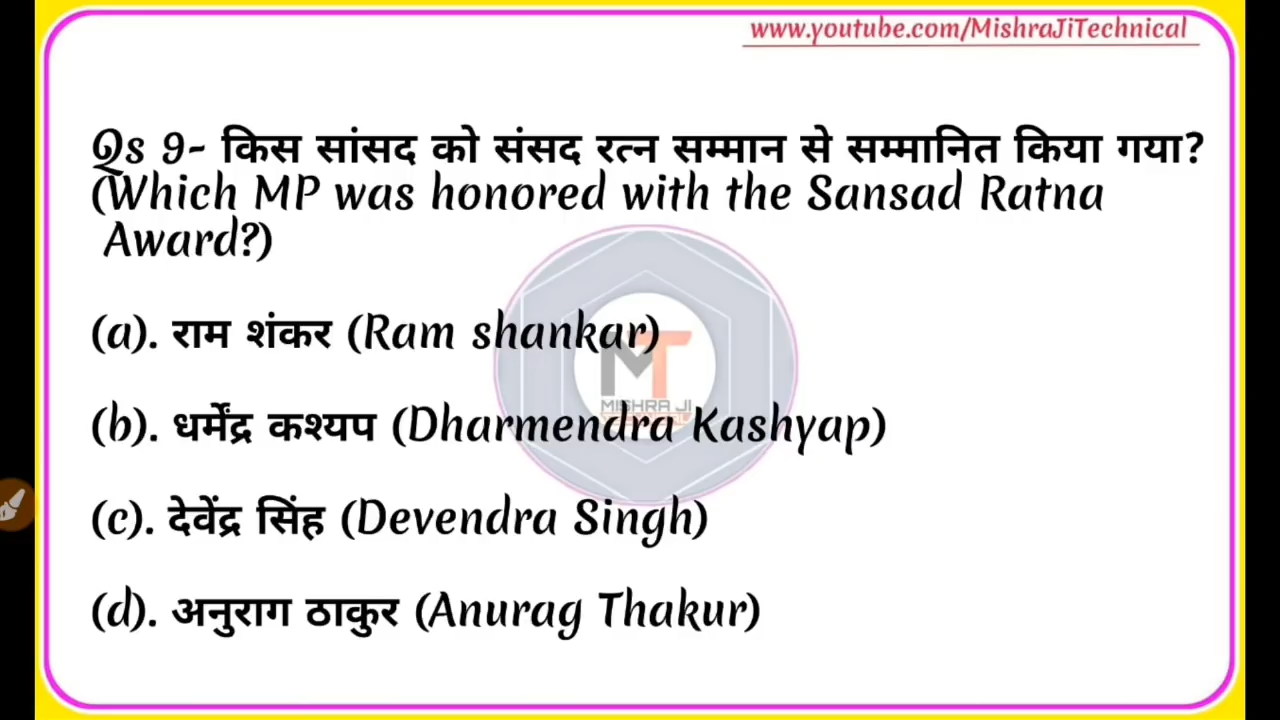 www.youtube.com/MishraJiTechnical
Qs 9- किस सांसद को संसद रत्न सम्मान से सम्मानित किया गया?
(Which MP was honored with the Sansad Ratna
Award?)
(a). राम शंकर (Ram shankar)
MT
MISHRA JI
(b). धर्मेंद्र कश्यप (Dharmendra Kashyap)
(c). देवेंद्र सिंह (Devendra Singh)
(d). अनुराग ठाकुर (Anurag Thakur)